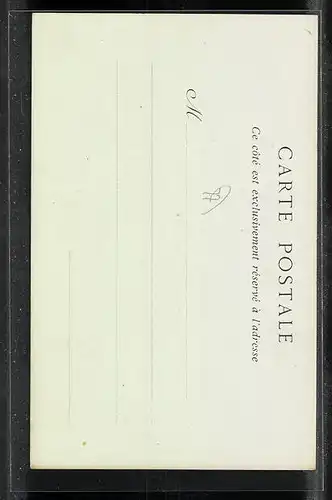 CARTE POSTALE
Ce côté est exclusivement réservé à l'adresse
M